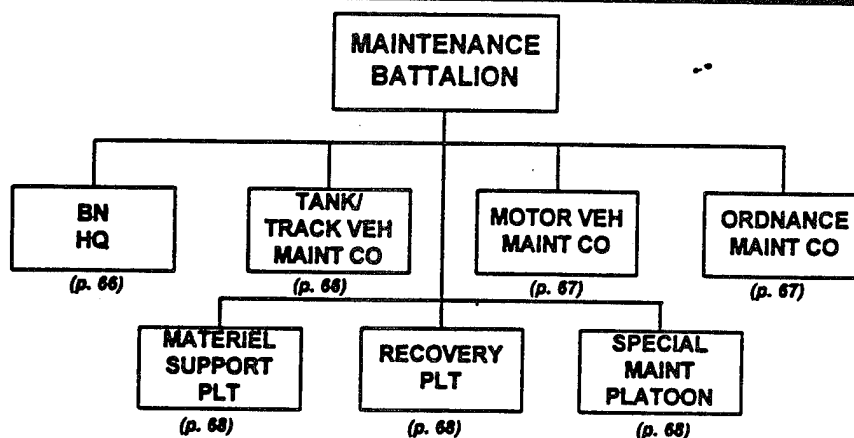 MAINTENANCE
BATTALION
BN
HQ
(p. 66)
TANK/
TRACK VEH
MAINT CO
(p. 66)
MOTOR VEH
MAINT CO
(p. 67)
ORDNANCE
MAINT CO
(p. 67)
MATERIEL
SUPPORT
PLT
(p. 68)
RECOVERY
PLT
(p. 68)
SPECIAL
MAINT
PLATOON
(p. 68)